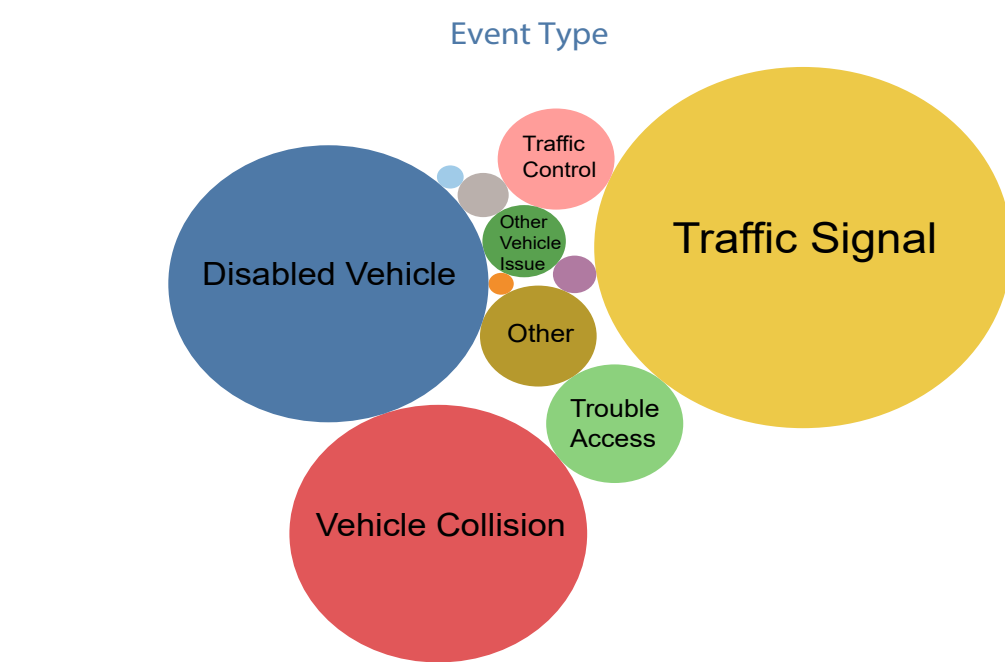 Event Type
Traffic
Control
Other
Vehicle
Issue
Traffic Signal
Disabled Vehicle
Other
Trouble
Access
Vehicle Collision